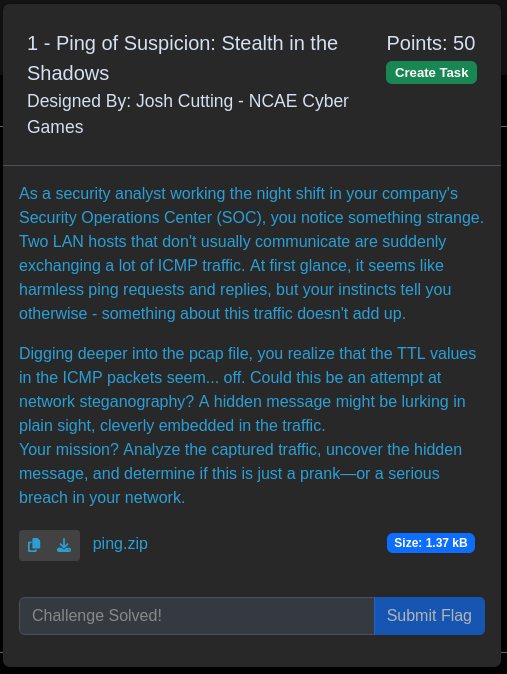 1 - Ping of Suspicion: Stealth in the
Shadows
Points: 50
Create Task
Designed By: Josh Cutting - NCAE Cyber
Games
As a security analyst working the night shift in your company's
Security Operations Center (SOC), you notice something strange.
Two LAN hosts that don't usually communicate are suddenly
exchanging a lot of ICMP traffic. At first glance, it seems like
harmless ping requests and replies, but your instincts tell you
otherwise - something about this traffic doesn't add up.
Digging deeper into the pcap file, you realize that the TTL values
in the ICMP packets seem... off. Could this be an attempt at
network steganography? A hidden message might be lurking in
plain sight, cleverly embedded in the traffic.
Your mission? Analyze the captured traffic, uncover the hidden
message, and determine if this is just a prank—or a serious
breach in your network.
ping.zip
Size: 1.37 kB
Challenge Solved!
Submit Flag